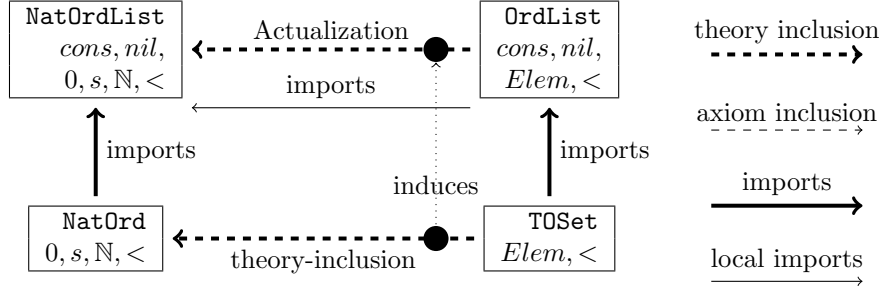 NatOrdList
cons, nil,
0, s, ℕ, <
Actualization
imports
OrdList
cons, nil,
Elem, <
imports
induces
imports
NatOrd
0, s, ℕ, <
theory-inclusion
TOSet
Elem, <
theory inclusion
axiom inclusion
imports
local imports